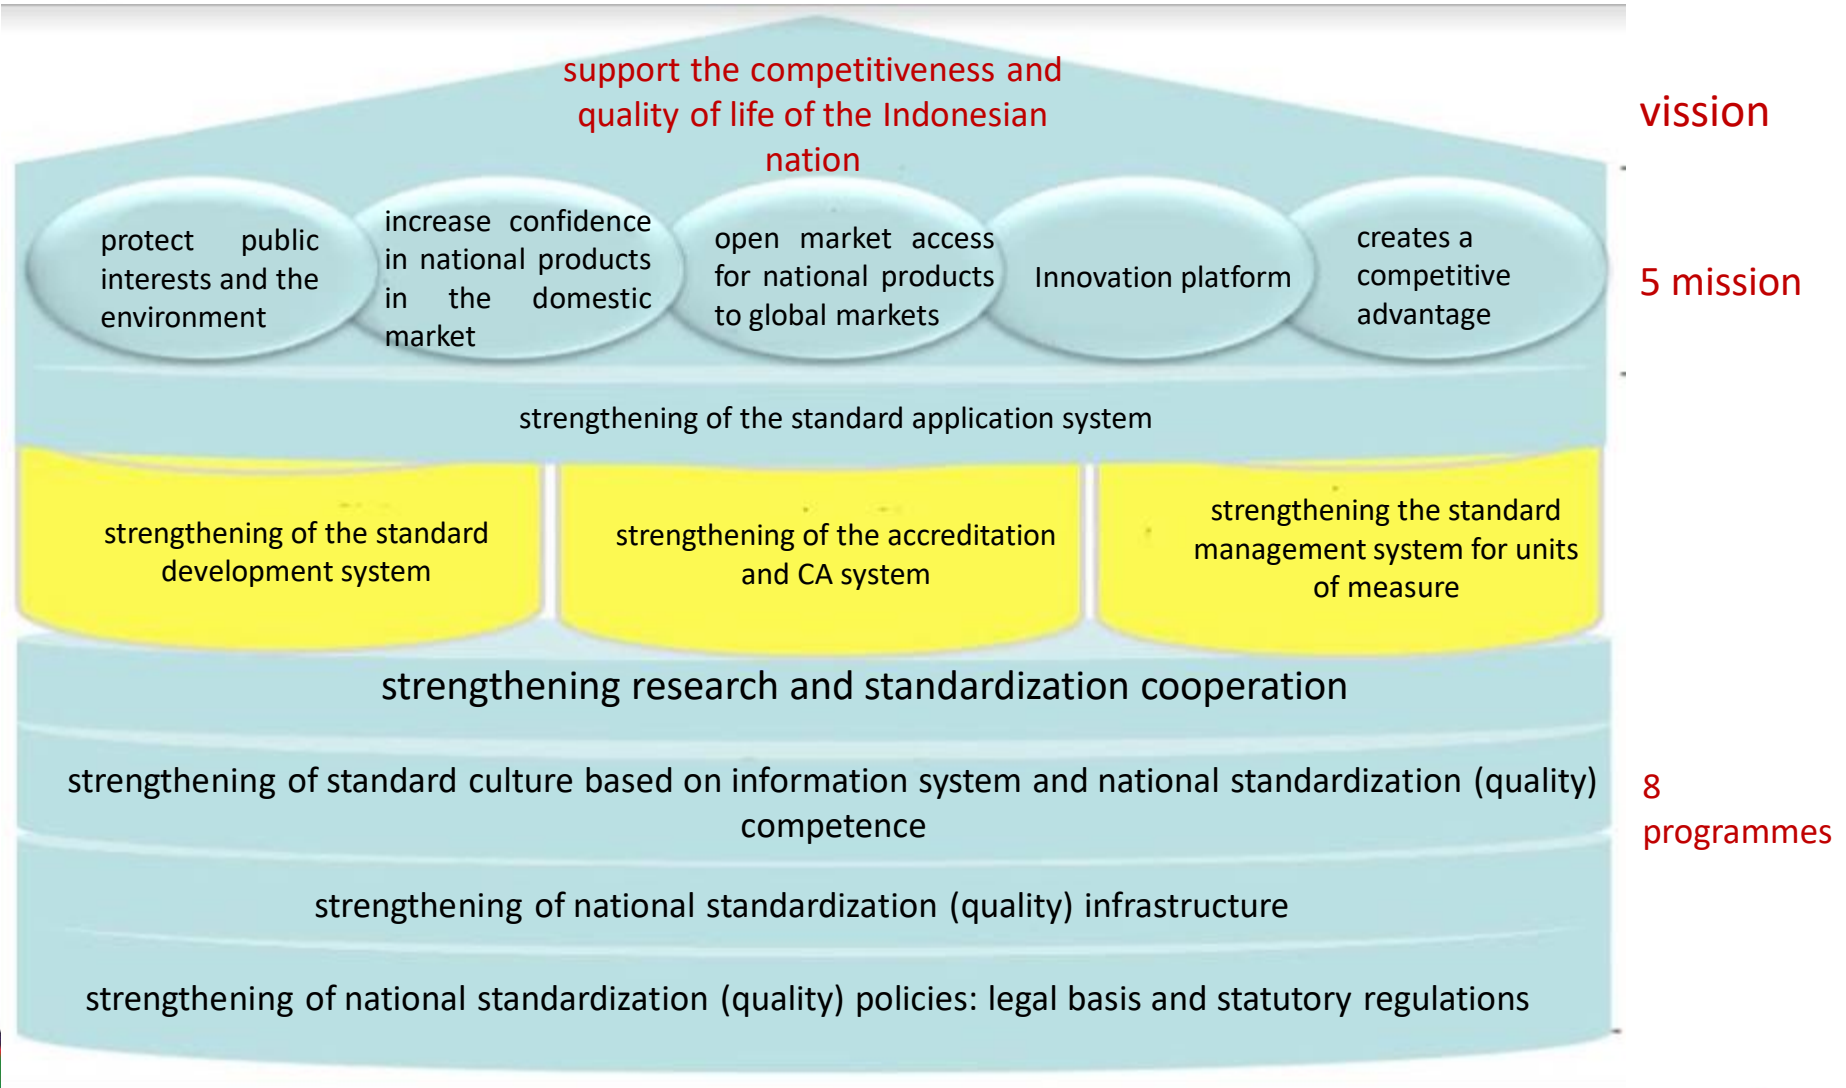 support the competitiveness and
quality of life of the Indonesian
nation
vission
protect public
interests and the
environment
increase confidence
in national products
in the domestic
market
open market access
for national products
to global markets
Innovation platform
creates a
competitive
advantage
5 mission
strengthening of the standard application system
strengthening of the standard
development system
strengthening of the accreditation
and CA system
strengthening the standard
management system for units
of measure
strengthening research and standardization cooperation
strengthening of standard culture based on information system and national standardization (quality)
competence
8
programmes
strengthening of national standardization (quality) infrastructure
strengthening of national standardization (quality) policies: legal basis and statutory regulations